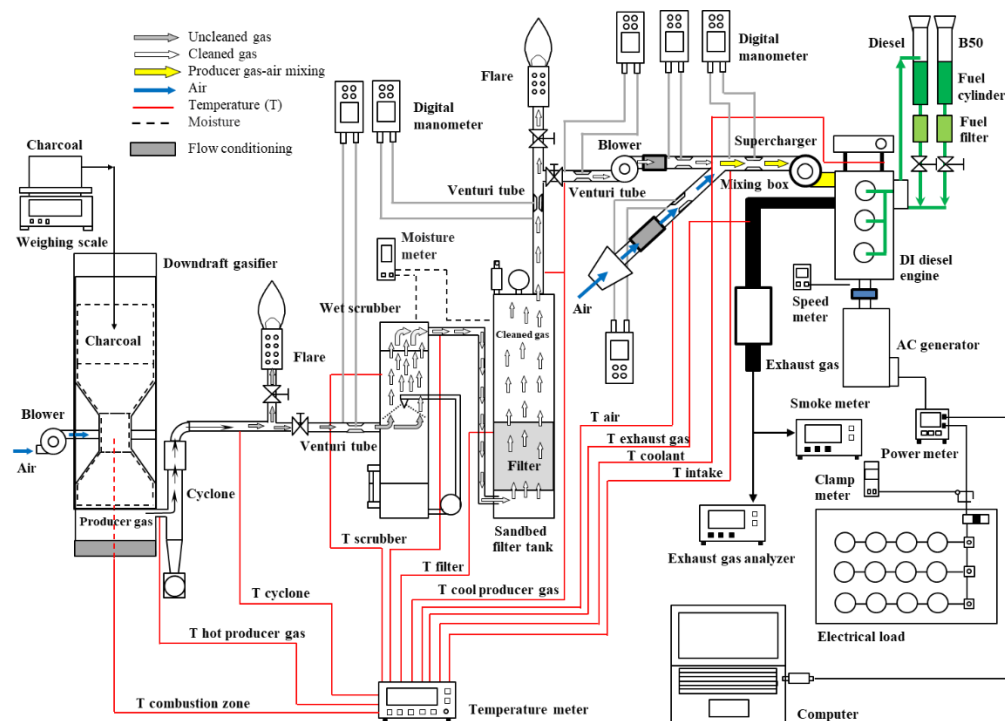 Uncleaned gas
Cleaned gas
Producer gas-air mixing
Air
Temperature (T)
Moisture
Flow conditioning
Charcoal
Weighing scale
Downdraft gasifier
Charcoal
Blower
Air
Producer gas
Cyclone
Flare
Venturi tube
Wet scrubber
Digital
manometer
Moisture
meter
Flare
Venturi tube
Cleaned gas
Filter
Sandbed
filter tank
Blower
Venturi tube
Digital
manometer
Supercharger
Mixing box
Air
Diesel
B50
Fuel
cylinder
Fuel
filter
DI diesel
engine
Speed
meter
AC generator
Exhaust gas
Smoke meter
Power meter
Clamp
meter
Exhaust gas analyzer
Electrical load
Computer
T air
T exhaust gas
T coolant
T intake
T scrubber
T filter
T cool producer gas
T cyclone
T hot producer gas
T combustion zone
Temperature meter